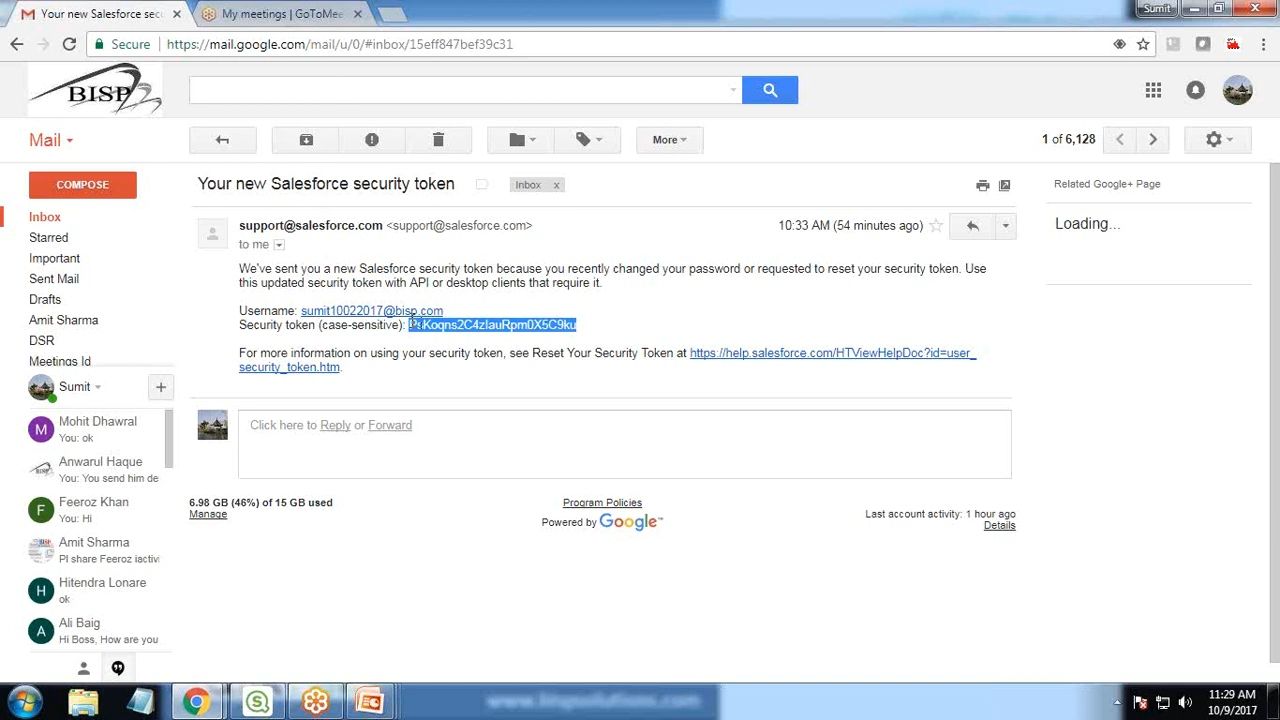 Your new Salesforce secu
My meetings | GoToMee
Sumit
Secure
https://mail.google.com/mail/u/0/#inbox/15eff847bef39c31
BISP
Mail
More
1 of 6,128
COMPOSE
Inbox
Starred
Important
Sent Mail
Drafts
Amit Sharma
DSR
Meetings Id
Sumit
Mohit Dhawral
You: ok
Anwarul Haque
You: You send him de
Feeroz Khan
You: Hi
Amit Sharma
Pl share Feeroz iactivi
Hitendra Lonare
ok
Ali Baig
Hi Boss, How are you
Your new Salesforce security token
Inbox x
support@salesforce.com <support@salesforce.com>
10:33 AM (54 minutes ago)
to me
We've sent you a new Salesforce security token because you recently changed your password or requested to reset your security token. Use
this updated security token with API or desktop clients that require it.
Username: sumit10022017@bisp.com
Security token (case-sensitive):
For more information on using your security token, see Reset Your Security Token at https://help.salesforce.com/HTViewHelpDoc?id=user_
security_token.htm.
Click here to Reply or Forward
6.98 GB (46%) of 15 GB used
Manage
Program Policies
Powered by Google™
Last account activity: 1 hour ago
Details
Related Google+ Page
Loading...
www.bispsolutions.com
11:29 AM
10/9/2017